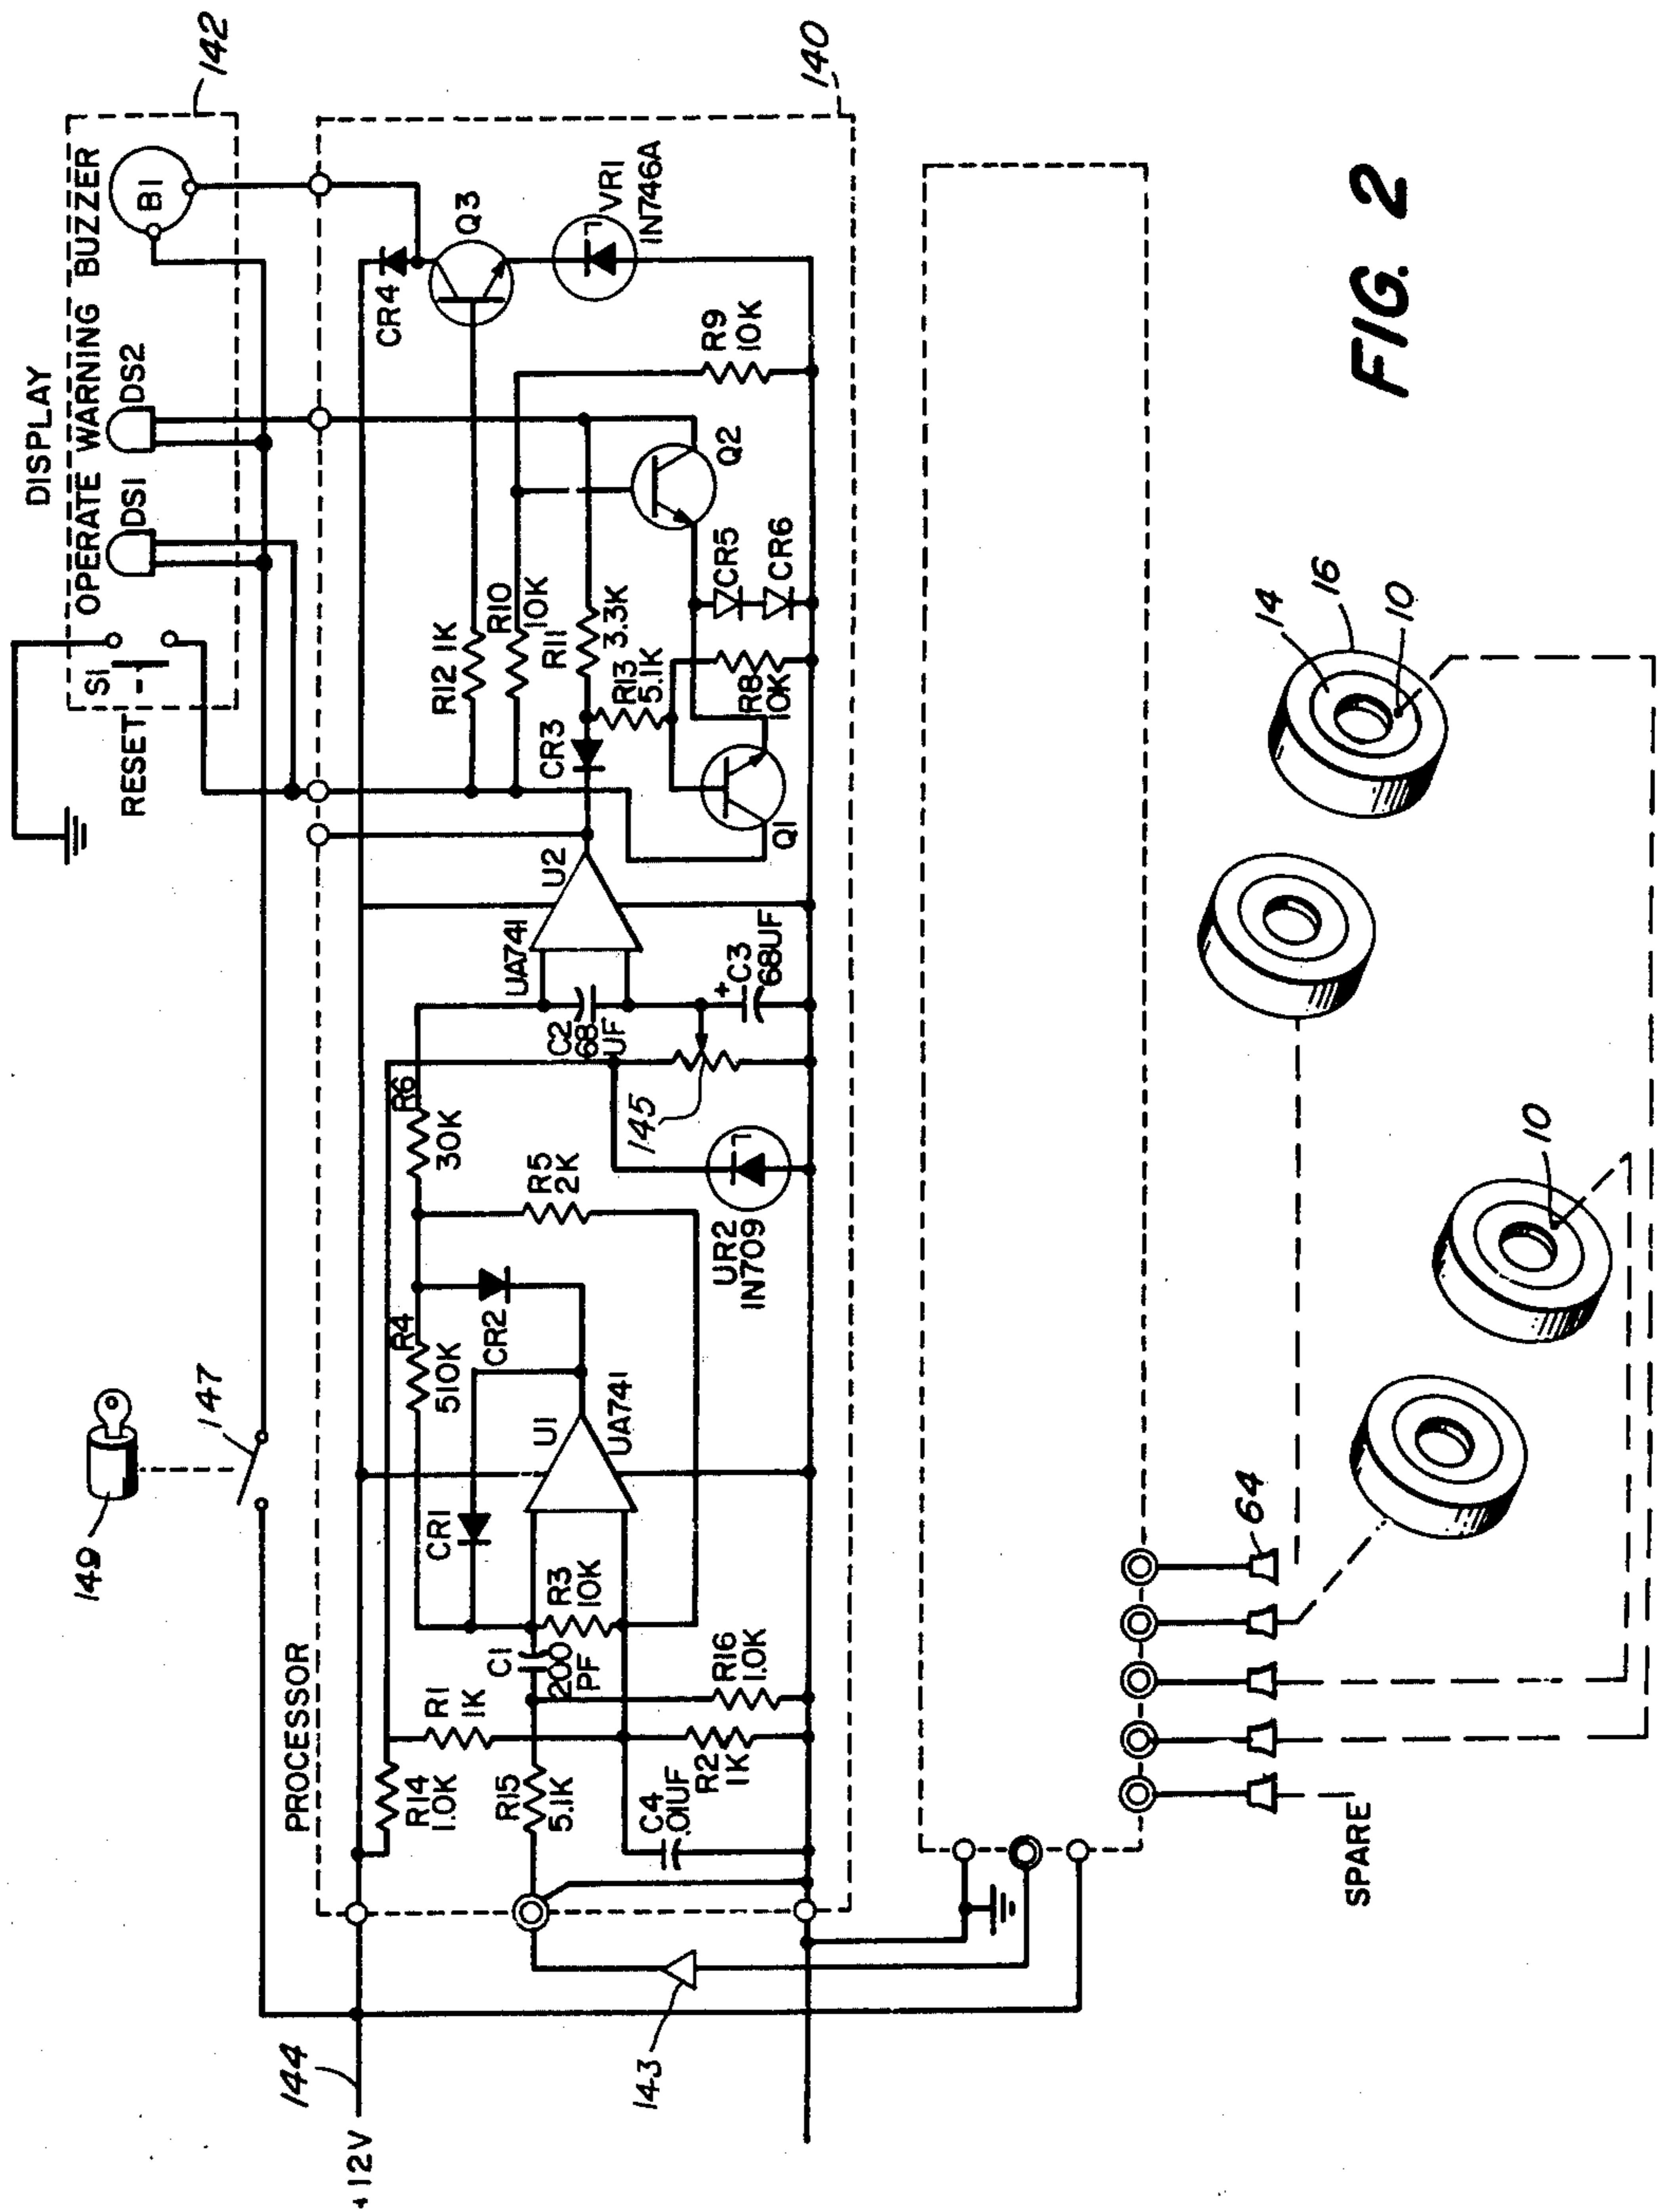 DISPLAY
OPERATE WARNING BUZZER
142
S1
DS1
DS2
B1
RESET
149
147
PROCESSOR
140
144
+12V
143
R14
1.0K
R1
1K
R15
5.1K
C4
.01UF
R2
1K
R16
1.0K
C1
200
PF
R3
10K
CR1
R4
510K
CR2
U1
UA741
R5
2K
R6
30K
UR2
IN709
145
C2
68
UF
C3
+
68UF
UA741
U2
CR3
R12 1K
R10
10K
R11
3.3K
R13
5.1K
R8
10K
Q1
CR5
CR6
Q2
R9
10K
CR4
Q3
VR1
IN746A
SPARE
64
10
14
16
10
FIG. 2